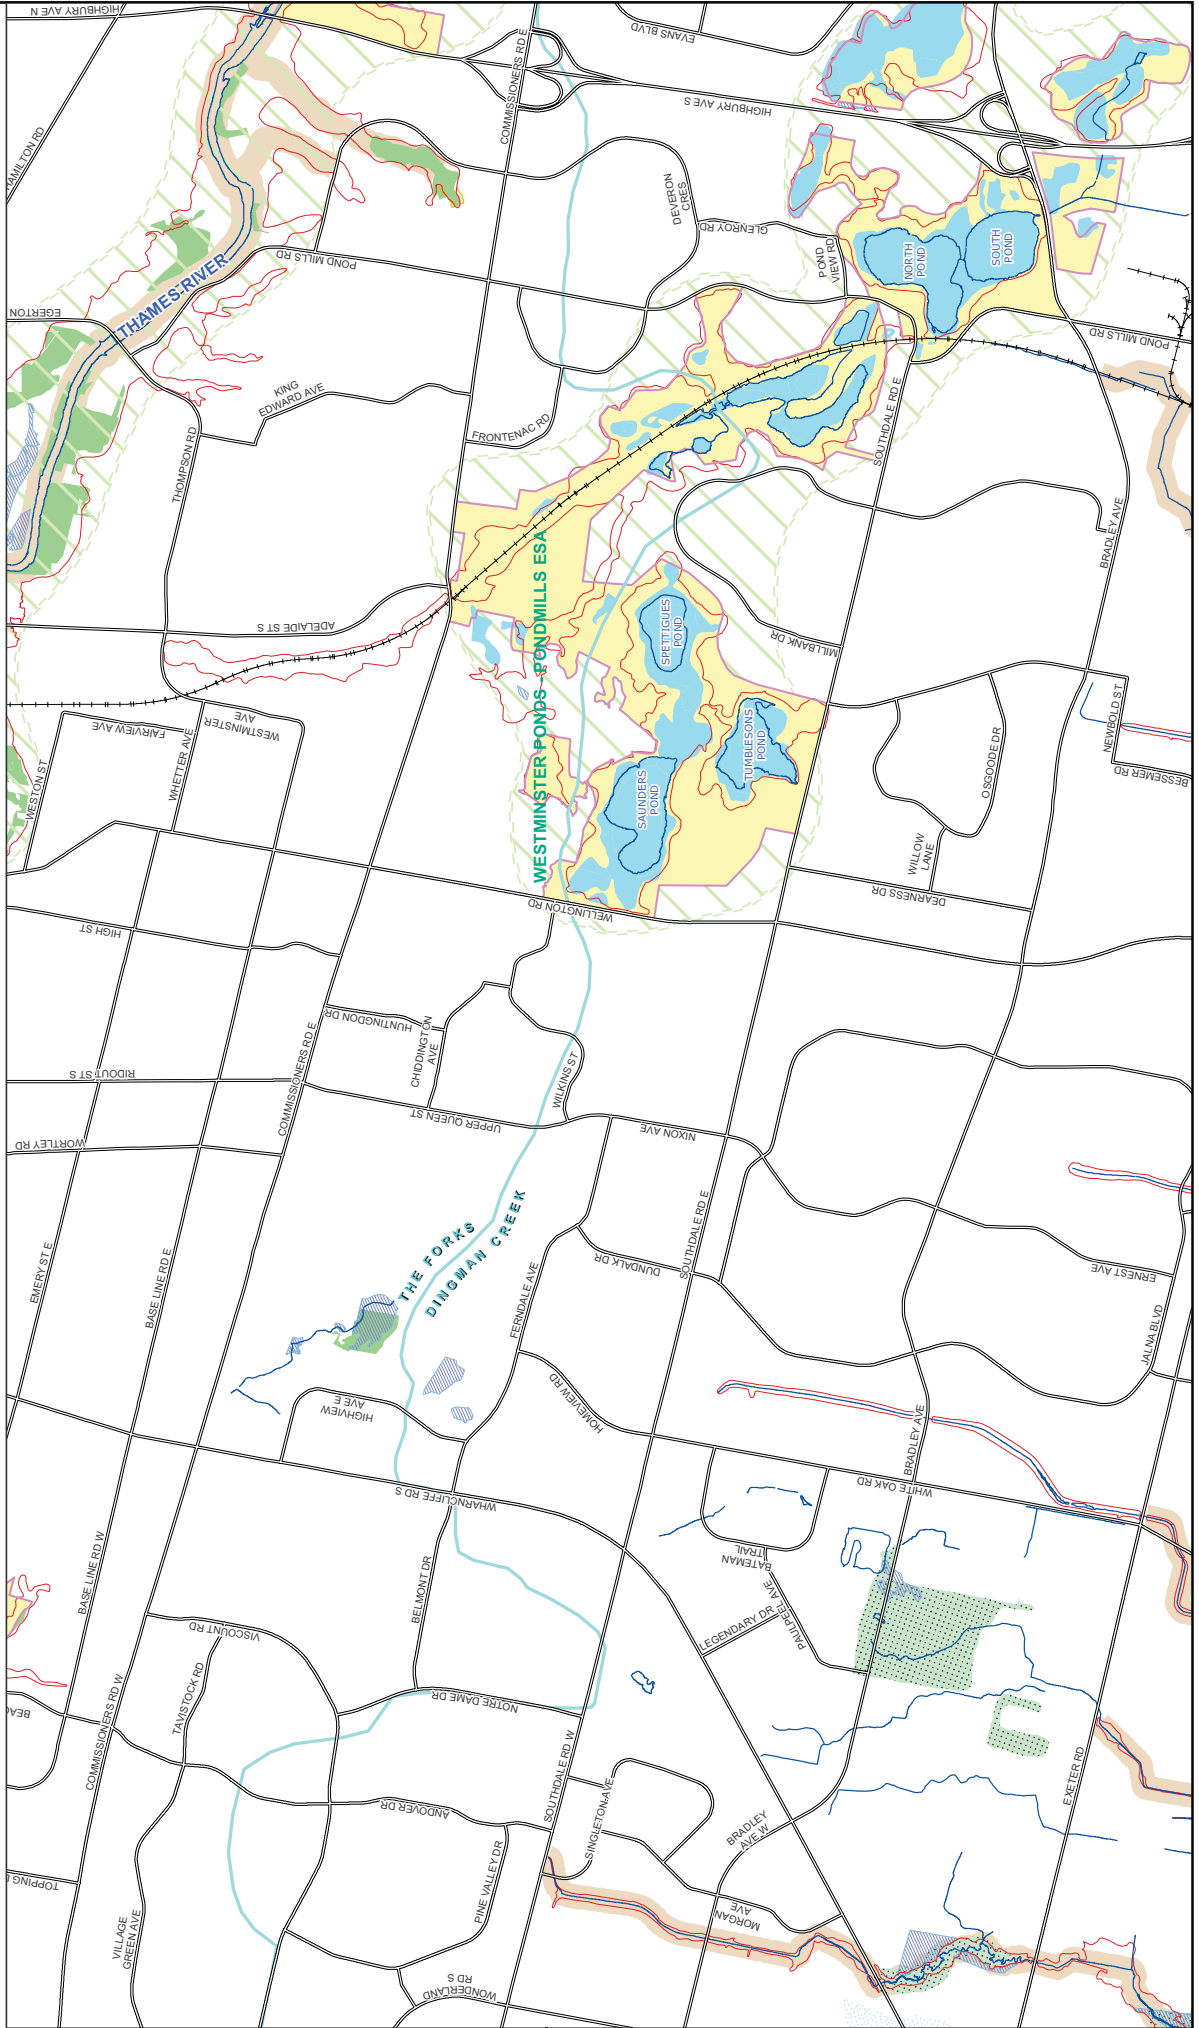 HIGHBURY AVE N
HAMILTON RD
COMMISSIONERS RD E
EVANS BLVD
HIGHBURY AVE S
DEVERON
CRES
GLENROY RD
POND
VIEW RD
NORTH
POND
SOUTH
POND
POND MILLS RD
THAMES RIVER
EGERTON
POND MILLS RD
KING
EDWARD AVE
FRONTENAC RD
THOMPSON RD
SOUTHDALE RD E
BRADLEY AVE
WESTMINSTER PONDS - PONDMILLS ESA
ADELAIDE ST S
SPETTIGUES
POND
MILLBANK DR
FAIRVIEW AVE
WESTMINSTER
AVE
WHETTER AVE
WESTON ST
TUMBLESONS
POND
SAUNDERS
POND
OSGOODE DR
NEWBOLD ST
BESSEMER RD
WILLOW
LANE
DEARNESS DR
WELLINGTON RD
HIGH ST
HUNTINGDON DR
CHIDDINGTON
AVE
COMMISSIONERS RD E
RIDOUT ST S
WILKINS ST
UPPER QUEEN ST
NIXON AVE
WORTLEY RD
THE FORKS
DINGMAN CREEK
EMERY ST E
BASE LINE RD E
FERNDALE AVE
DUNDALK DR
SOUTHDALE RD E
ERNEST AVE
JALNA BLVD
HIGHVIEW
AVE E
HOMEVIEW RD
BRADLEY AVE
WHITE OAK RD
WHARNCLIFFE RD S
BATEMAN
TRAIL
BASE LINE RD W
BELMONT DR
LEGENDARY DR
PAULPEEL AVE
VISCOUNT RD
TAVISTOCK RD
NOTRE DAME DR
BEAC
COMMISSIONERS RD W
SOUTHDALE RD W
EXETER RD
ANDOVER DR
SINGLETON AVE
BRADLEY
AVE W
PINE VALLEY DR
MORGAN
AVE
TOPPING
VILLAGE
GREEN AVE
WONDERLAND
RD S